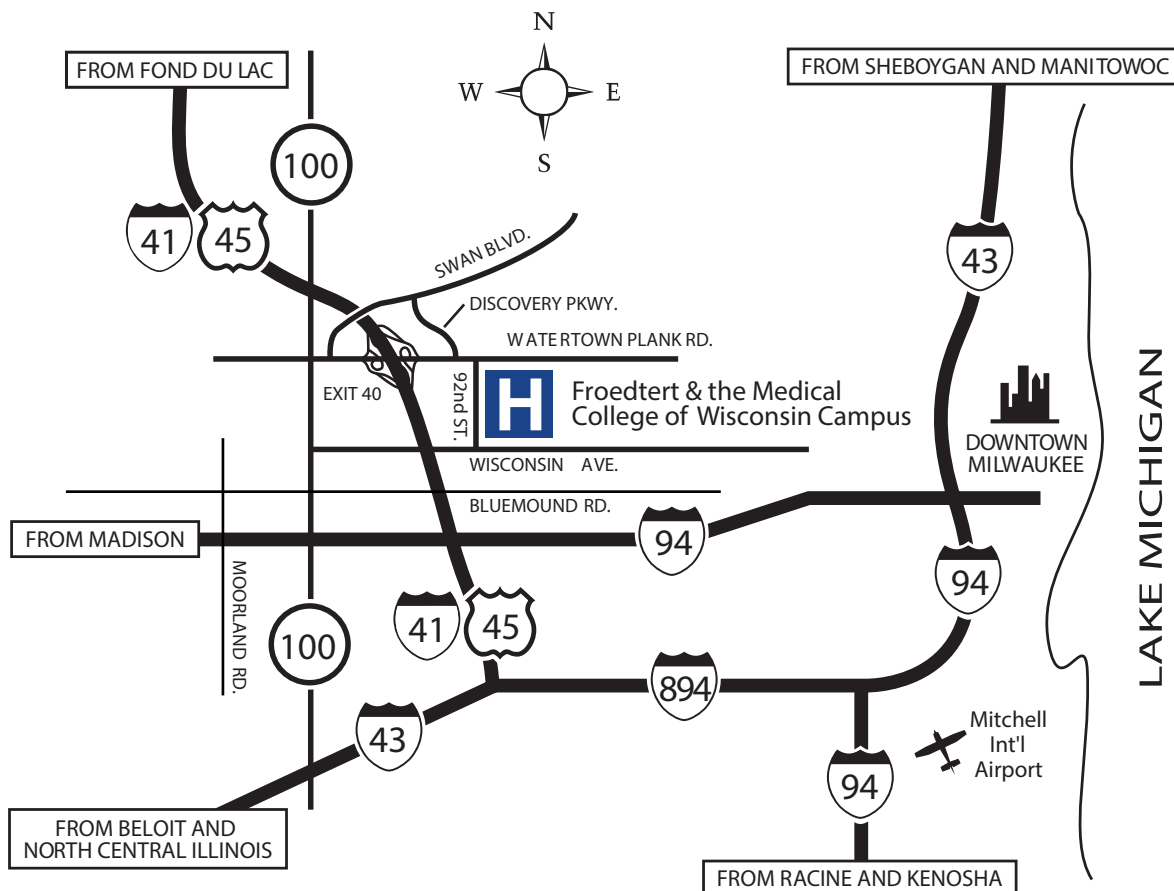 N
FROM FOND DU LAC
FROM SHEBOYGAN AND MANITOWOC
W
E
S
100
41
45
43
SWAN BLVD.
DISCOVERY PKWY.
WATERTOWN PLANK RD.
EXIT 40
92nd ST.
H
Froedtert & the Medical
College of Wisconsin Campus
DOWNTOWN
MILWAUKEE
LAKE MICHIGAN
WISCONSIN AVE.
BLUEMOUND RD.
FROM MADISON
94
94
MOORLAND RD.
41
45
100
894
43
Mitchell
Int'l
Airport
94
FROM BELOIT AND
NORTH CENTRAL ILLINOIS
FROM RACINE AND KENOSHA